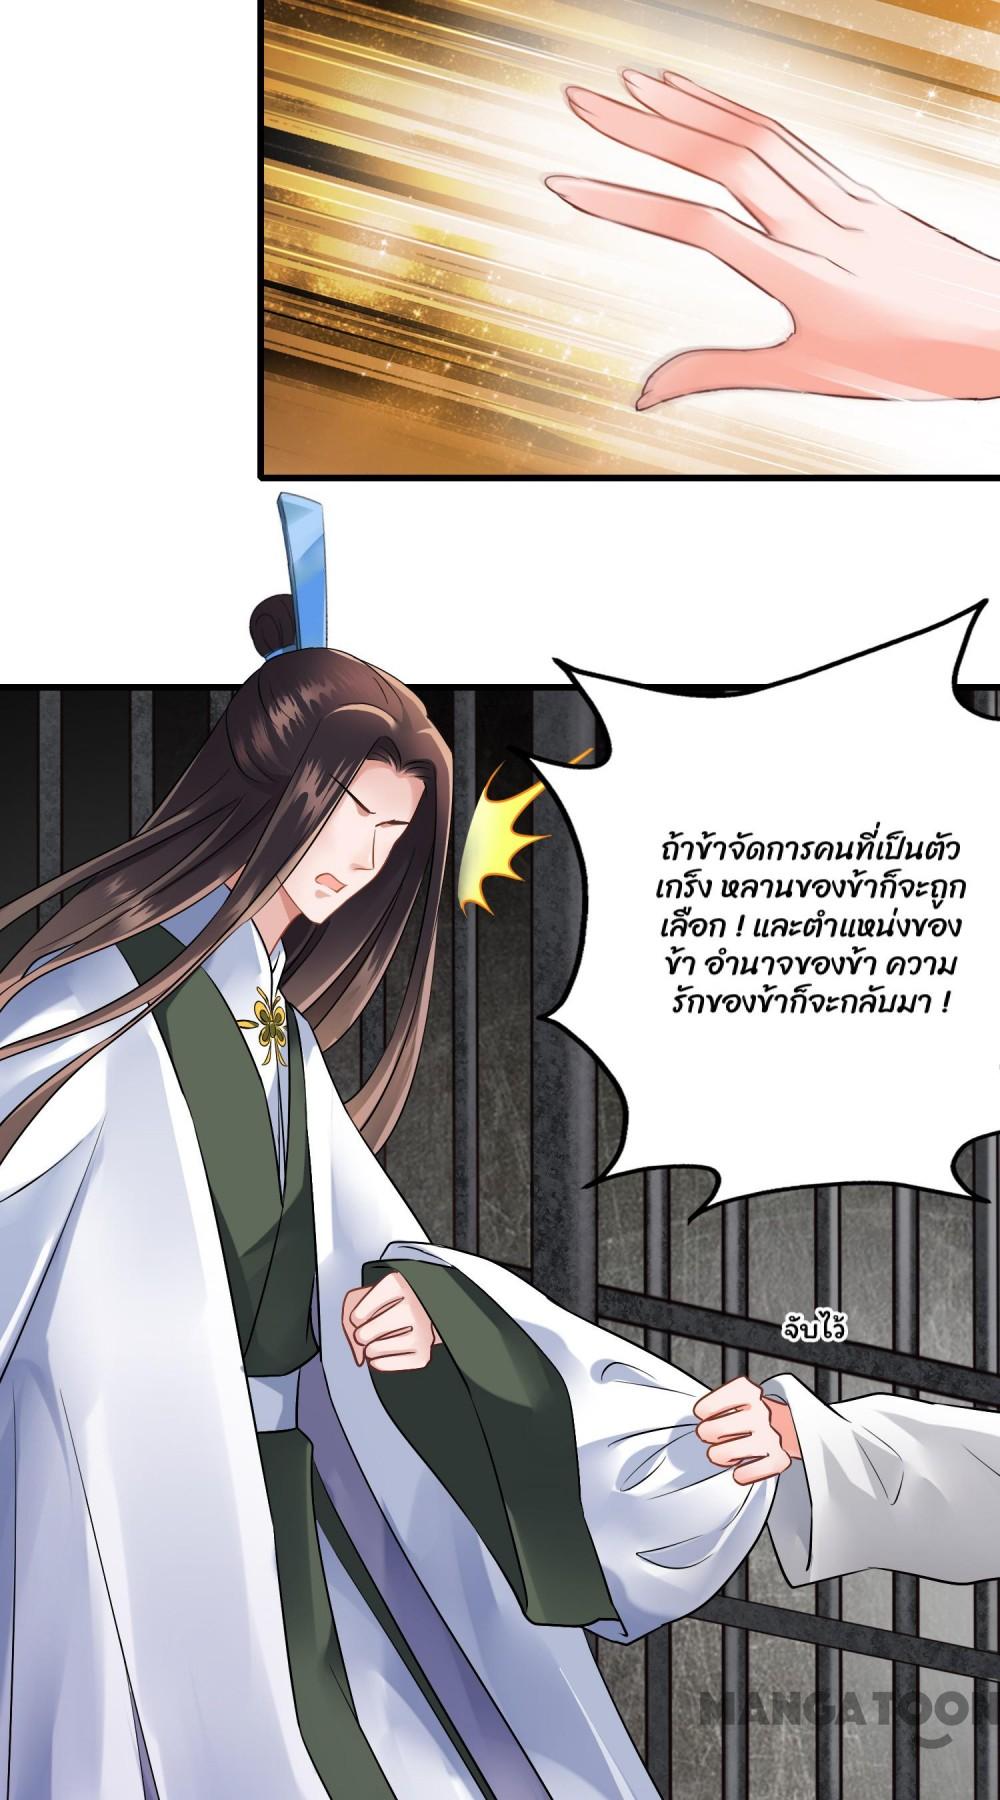 ถ้าข้าจัดการคนที่เป็นตัว
เกร็ง หลานของข้าก็จะถูก
เลือก ! และตำแหน่งของ
ข้า อำนาจของข้า ความ
รักของข้าก็จะกลับมา !
จับไว้
MANGATOON